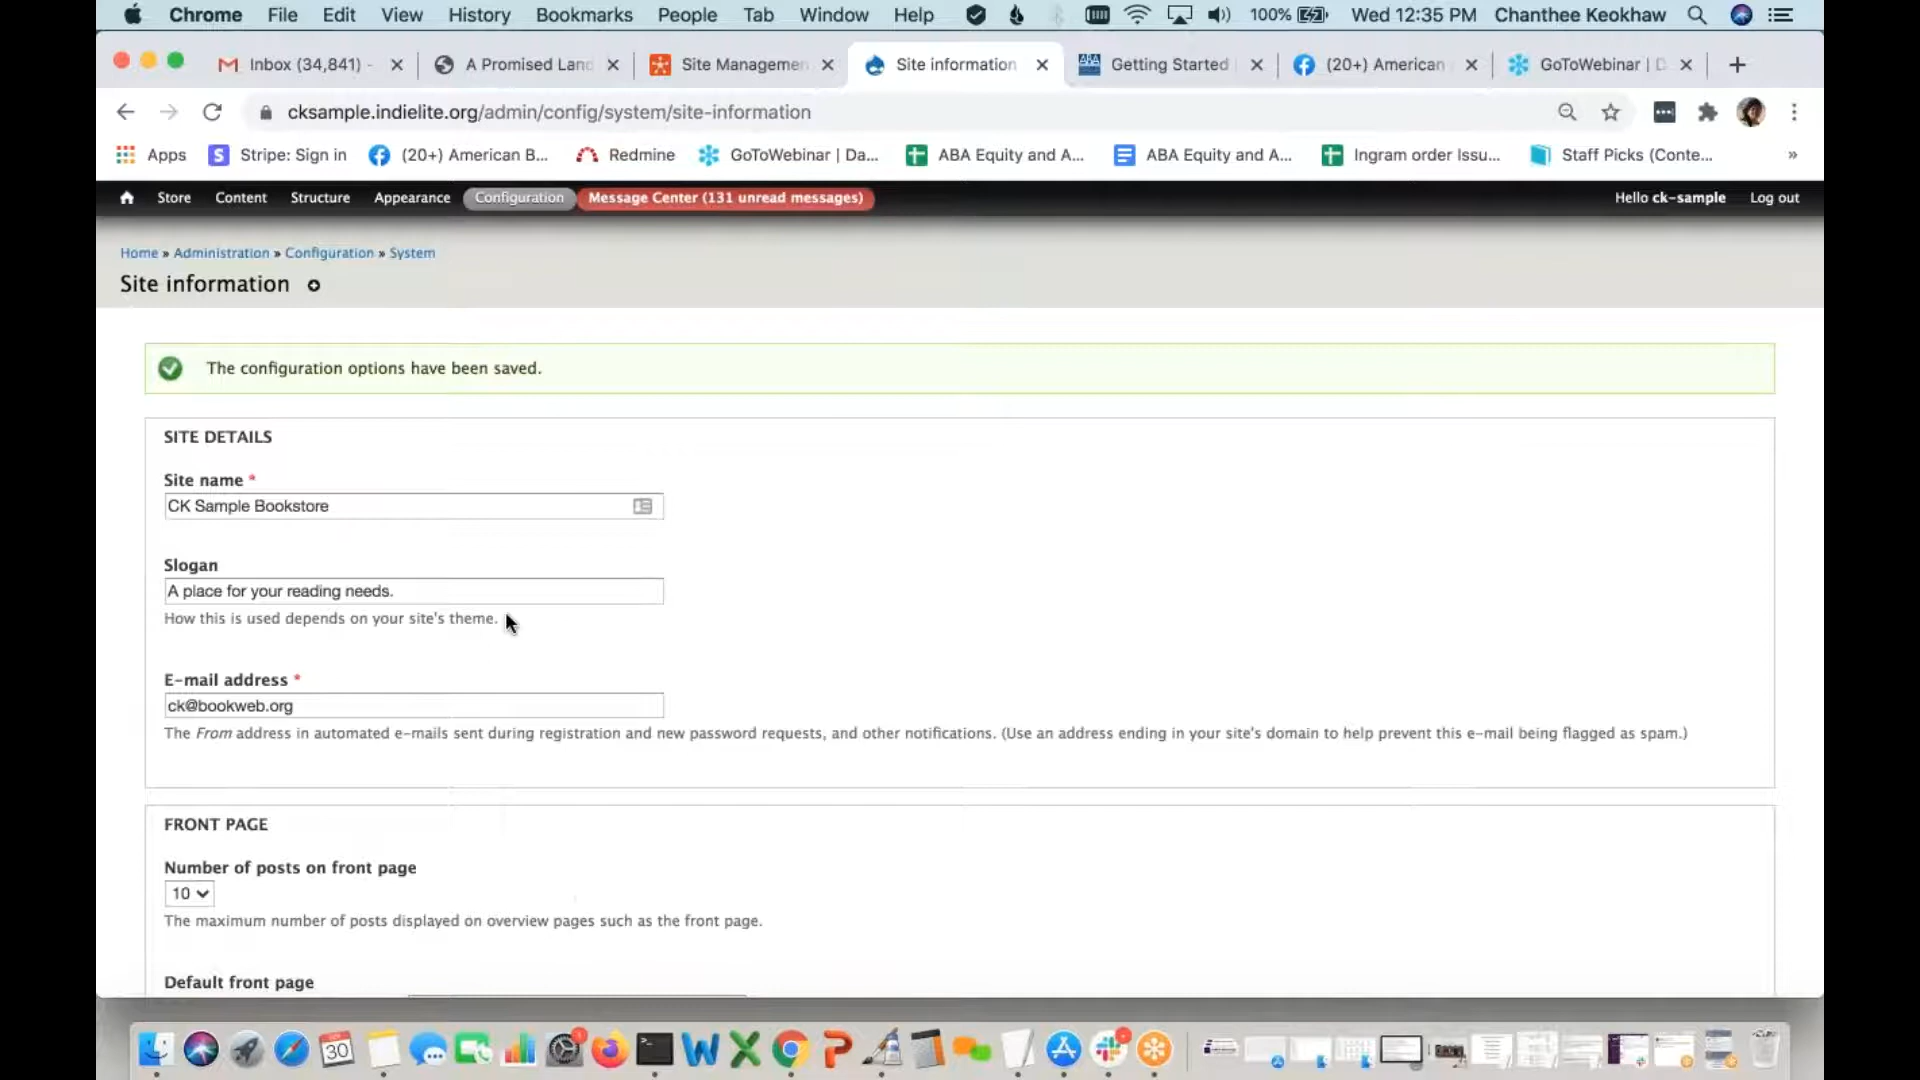 Chrome File Edit View History Bookmarks People Tab Window Help 100% Wed 12:35 PM Chanthee Keokhaw
Inbox (34,841) - A Promised Land Site Managemen Site information Getting Started (20+) American GoToWebinar | D
cksample.indielite.org/admin/config/system/site-information
Apps Stripe: Sign in (20+) American B... Redmine GoToWebinar | Da... ABA Equity and A... ABA Equity and A... Ingram order Issu... Staff Picks (Conte... »
Store Content Structure Appearance Configuration Message Center (131 unread messages) Hello ck-sample Log out
Home » Administration » Configuration » System
Site information
The configuration options have been saved.
SITE DETAILS
Site name *
CK Sample Bookstore
Slogan
A place for your reading needs.
How this is used depends on your site's theme.
E-mail address *
ck@bookweb.org
The From address in automated e-mails sent during registration and new password requests, and other notifications. (Use an address ending in your site's domain to help prevent this e-mail being flagged as spam.)
FRONT PAGE
Number of posts on front page
10
The maximum number of posts displayed on overview pages such as the front page.
Default front page
30